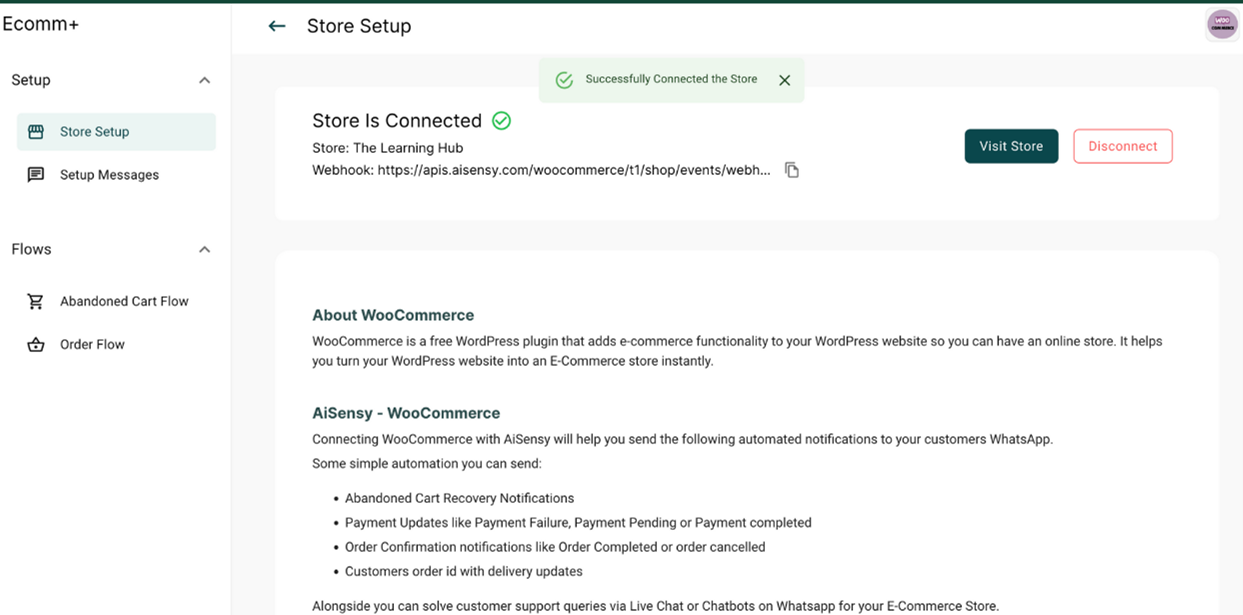 Ecomm+
Store Setup
WOO
COMMERCE
Setup
Successfully Connected the Store
Store Setup
Setup Messages
Store Is Connected
Store: The Learning Hub
Webhook: https://apis.aisensy.com/woocommerce/t1/shop/events/webh...
Visit Store
Disconnect
Flows
Abandoned Cart Flow
Order Flow
About WooCommerce
WooCommerce is a free WordPress plugin that adds e-commerce functionality to your WordPress website so you can have an online store. It helps
you turn your WordPress website into an E-Commerce store instantly.
AiSensy - WooCommerce
Connecting WooCommerce with AiSensy will help you send the following automated notifications to your customers WhatsApp.
Some simple automation you can send:
• Abandoned Cart Recovery Notifications
• Payment Updates like Payment Failure, Payment Pending or Payment completed
• Order Confirmation notifications like Order Completed or order cancelled
• Customers order id with delivery updates
Alongside you can solve customer support queries via Live Chat or Chatbots on Whatsapp for your E-Commerce Store.